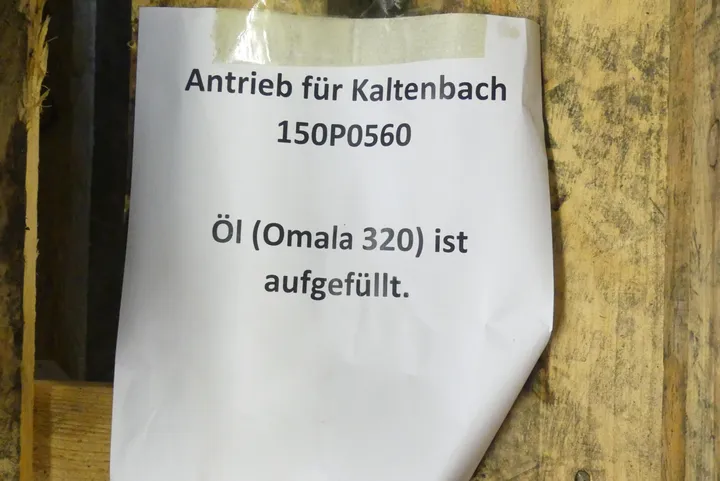 Antrieb für Kaltenbach
150P0560
Öl (Omala 320) ist
aufgefüllt.